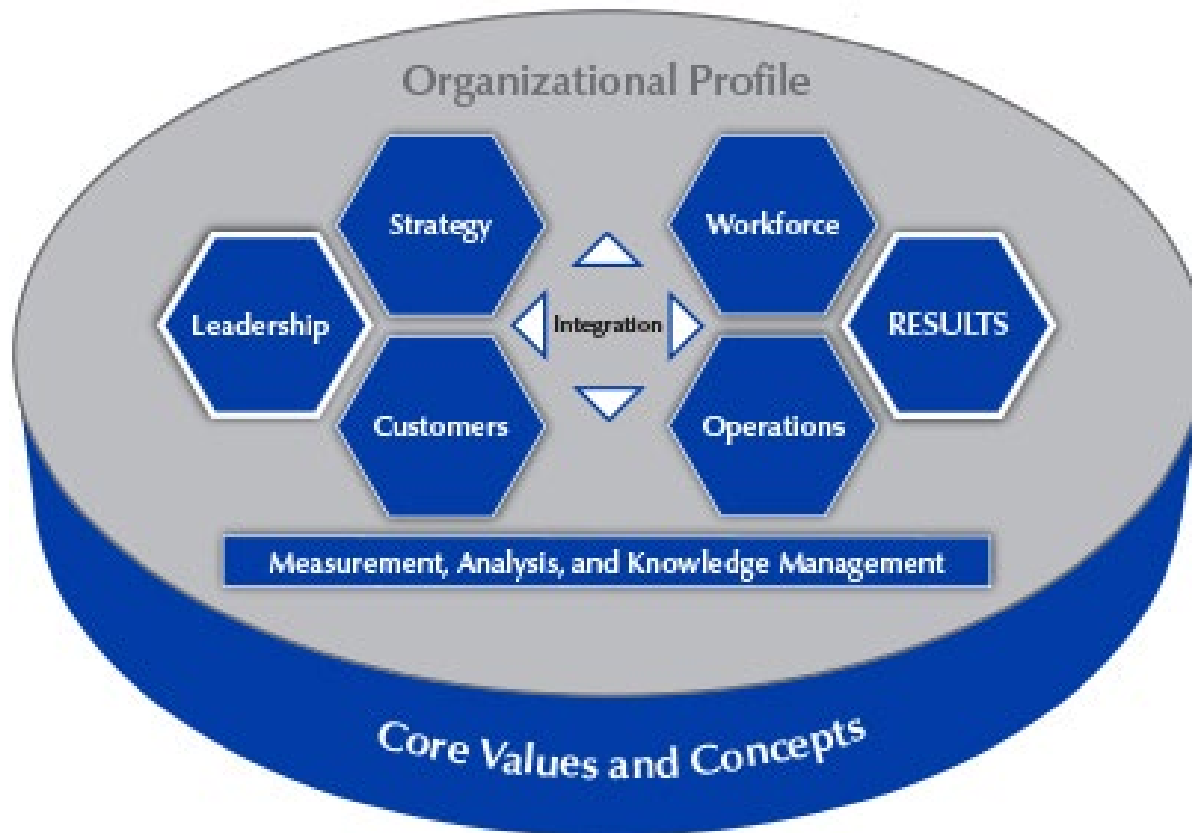 Organizational Profile
Strategy
Workforce
Leadership
Integration
RESULTS
Customers
Operations
Measurement, Analysis, and Knowledge Management
Core Values and Concepts